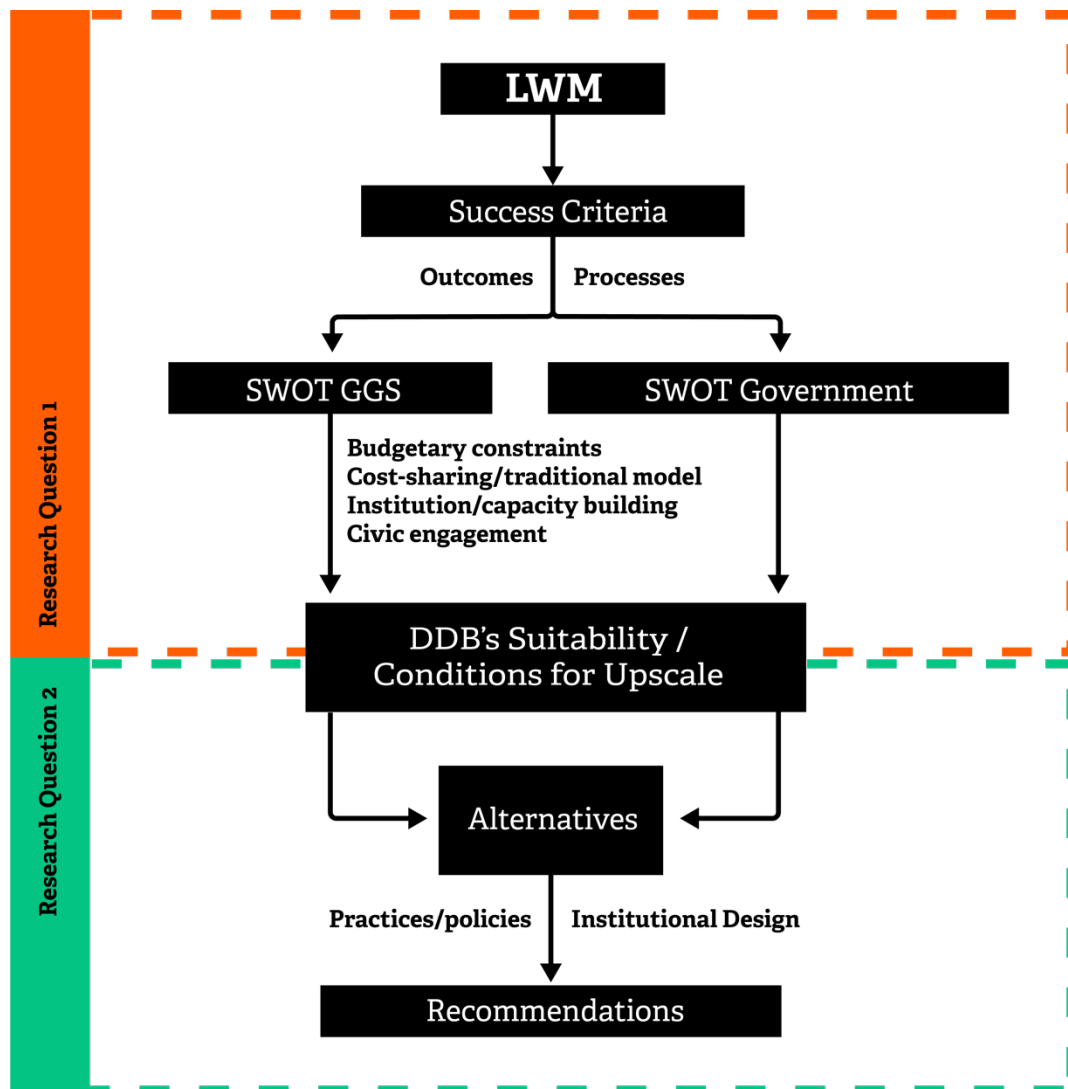 LWM
Success Criteria
Outcomes
Processes
SWOT GGS
SWOT Government
Budgetary constraints
Cost-sharing/traditional model
Institution/capacity building
Civic engagement
Research Question 1
DDB's Suitability /
Conditions for Upscale
Research Question 2
Alternatives
Practices/policies
Institutional Design
Recommendations